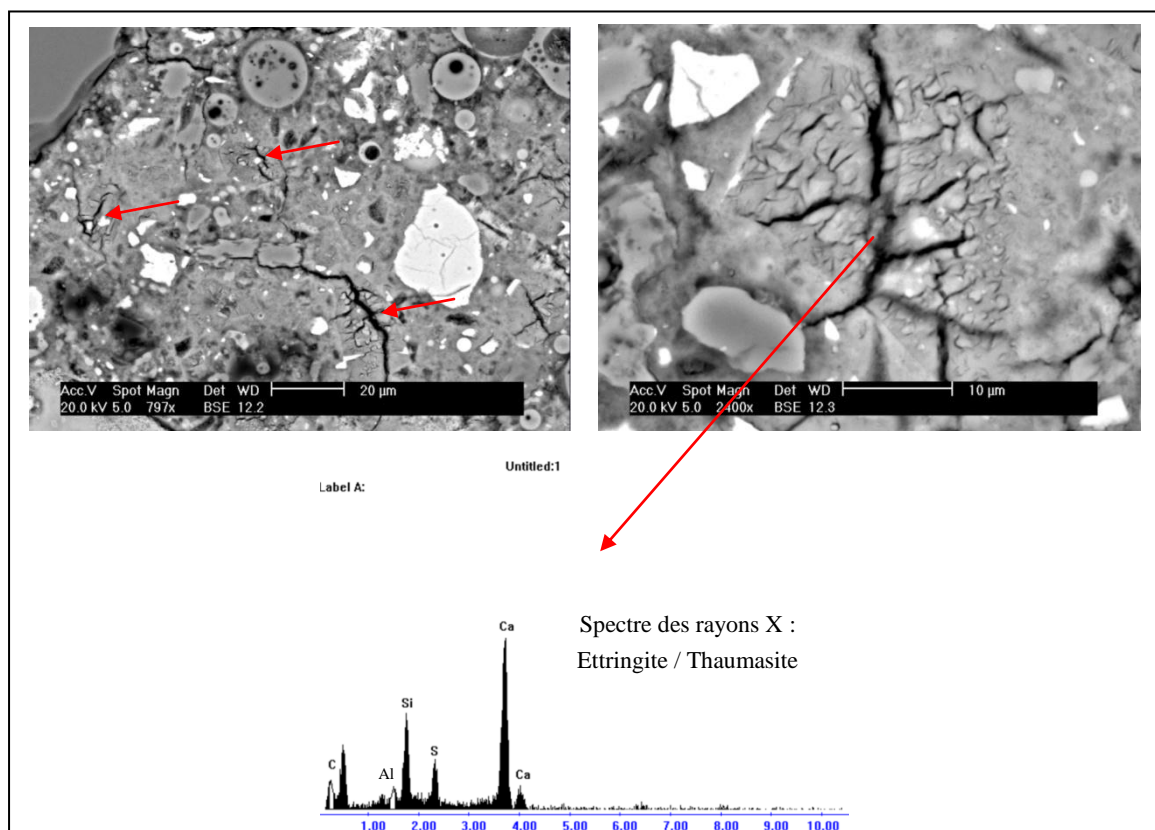 Acc.V Spot Magn Det WD 20 µm
20.0 kV 5.0 797x BSE 12.2
Acc.V Spot Magn Det WD 10 µm
20.0 kV 5.0 2400x BSE 12.3
Untitled:1
Label A:
Spectre des rayons X :
Ettringite / Thaumasite
Ca
Si
S
C
Al
Ca
1.00 2.00 3.00 4.00 5.00 6.00 7.00 8.00 9.00 10.00